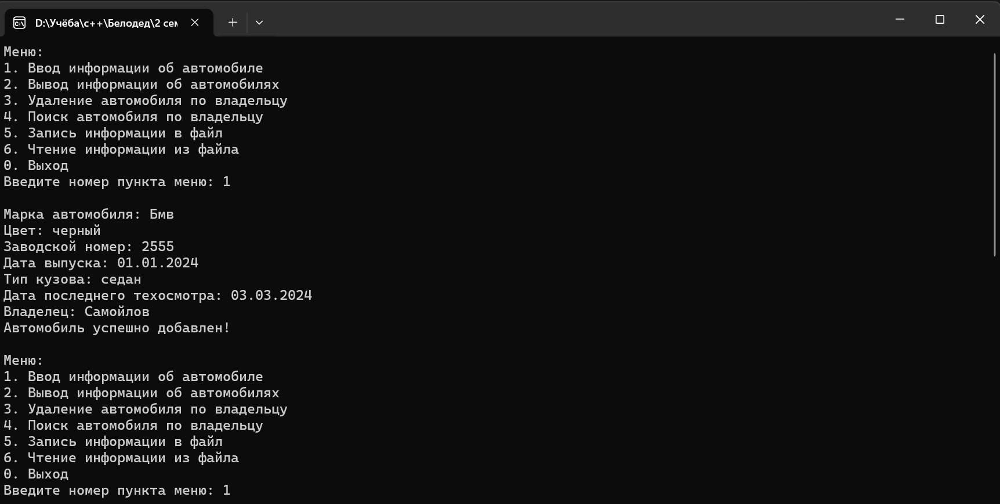 D:\Учёба\с++\Белодед\2 сем
Меню:
1. Ввод информации об автомобиле
2. Вывод информации об автомобилях
3. Удаление автомобиля по владельцу
4. Поиск автомобиля по владельцу
5. Запись информации в файл
6. Чтение информации из файла
0. Выход
Введите номер пункта меню: 1
Марка автомобиля: Бмв
Цвет: черный
Заводской номер: 2555
Дата выпуска: 01.01.2024
Тип кузова: седан
Дата последнего техосмотра: 03.03.2024
Владелец: Самойлов
Автомобиль успешно добавлен!
Меню:
1. Ввод информации об автомобиле
2. Вывод информации об автомобилях
3. Удаление автомобиля по владельцу
4. Поиск автомобиля по владельцу
5. Запись информации в файл
6. Чтение информации из файла
0. Выход
Введите номер пункта меню: 1